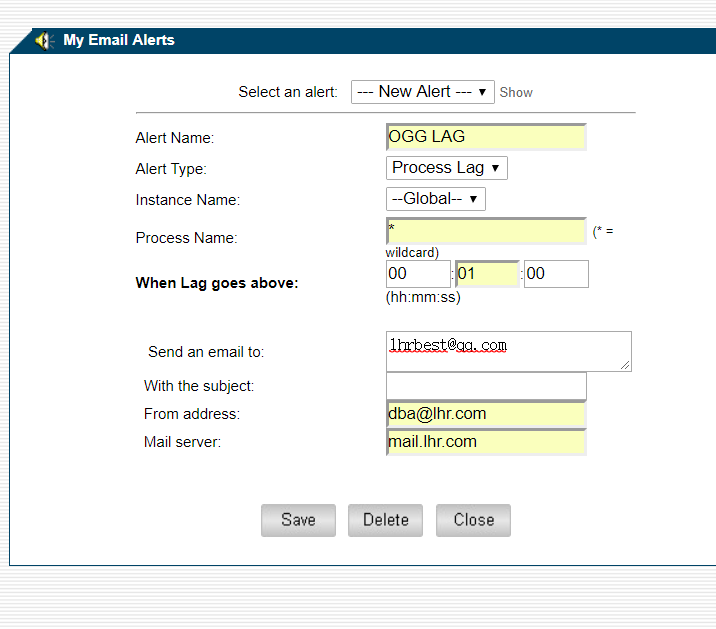 My Email Alerts
Select an alert: --- New Alert --- ▼ Show
Alert Name: OGG LAG
Alert Type: Process Lag ▼
Instance Name: --Global-- ▼
Process Name: * (* =
wildcard)
When Lag goes above: 00 : 01 : 00
(hh:mm:ss)
Send an email to: lhrbest@qq.com
With the subject:
From address: dba@lhr.com
Mail server: mail.lhr.com
Save Delete Close